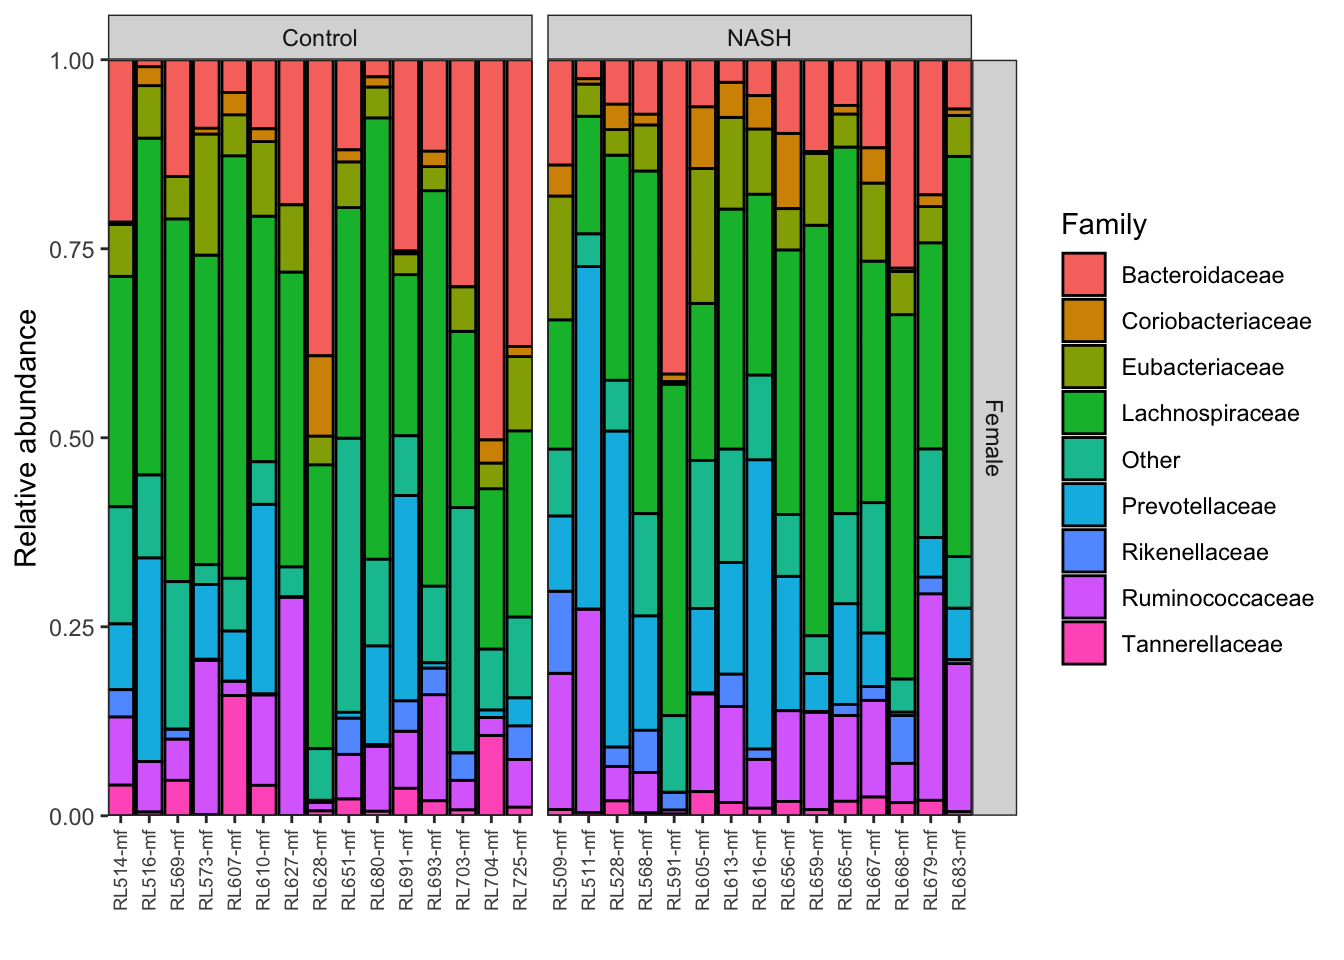 Control
NASH
Female
Relative abundance
1.00
0.75
0.50
0.25
0.00
RL514-mf
RL516-mf
RL569-mf
RL573-mf
RL607-mf
RL610-mf
RL627-mf
RL628-mf
RL651-mf
RL680-mf
RL691-mf
RL693-mf
RL703-mf
RL704-mf
RL725-mf
RL509-mf
RL511-mf
RL528-mf
RL568-mf
RL591-mf
RL605-mf
RL613-mf
RL616-mf
RL656-mf
RL659-mf
RL665-mf
RL667-mf
RL668-mf
RL679-mf
RL683-mf
Family
Bacteroidaceae
Coriobacteriaceae
Eubacteriaceae
Lachnospiraceae
Other
Prevotellaceae
Rikenellaceae
Ruminococcaceae
Tannerellaceae